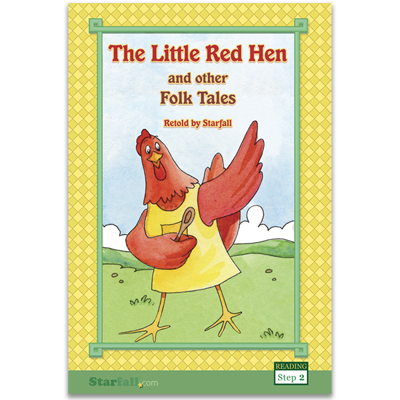 The Little Red Hen
and other
Folk Tales
Retold by Starfall
READING
Step 2
Starfall.com